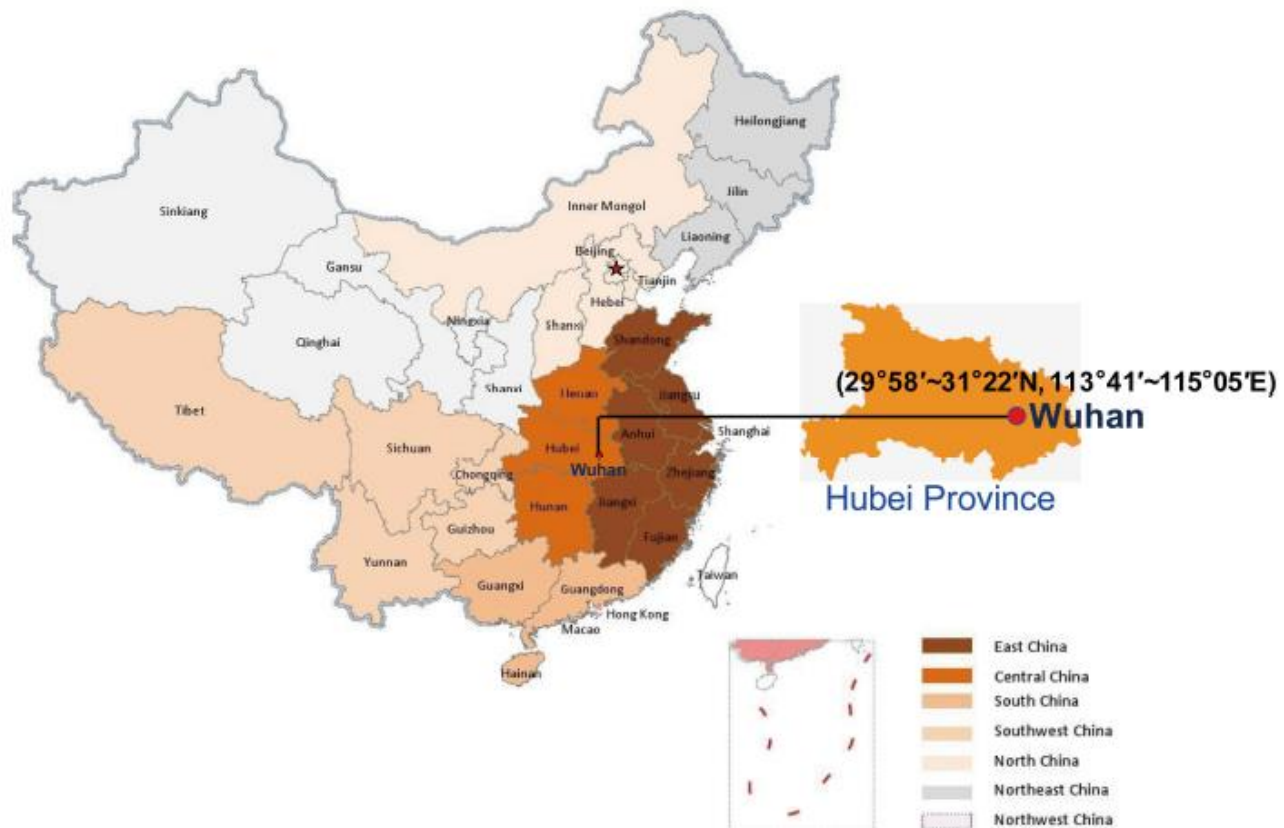 Heilongjiang
Jilin
Liaoning
Inner Mongol
Sinkiang
Gansu
Beijing
Tianjin
Hebei
Ningxia
Shanxi
Qinghai
Shandong
Shanxi
Henan
Jiangsu
Tibet
Sichuan
Hubei
Anhui
Shanghai
Wuhan
Chongqing
Zhejiang
Hunan
Jiangxi
Guizhou
Fujian
Yunnan
Guangxi
Guangdong
Taiwan
Hong Kong
Macao
Hainan
(29°58′~31°22′N, 113°41′~115°05′E)
Wuhan
Hubei Province
East China
Central China
South China
Southwest China
North China
Northeast China
Northwest China